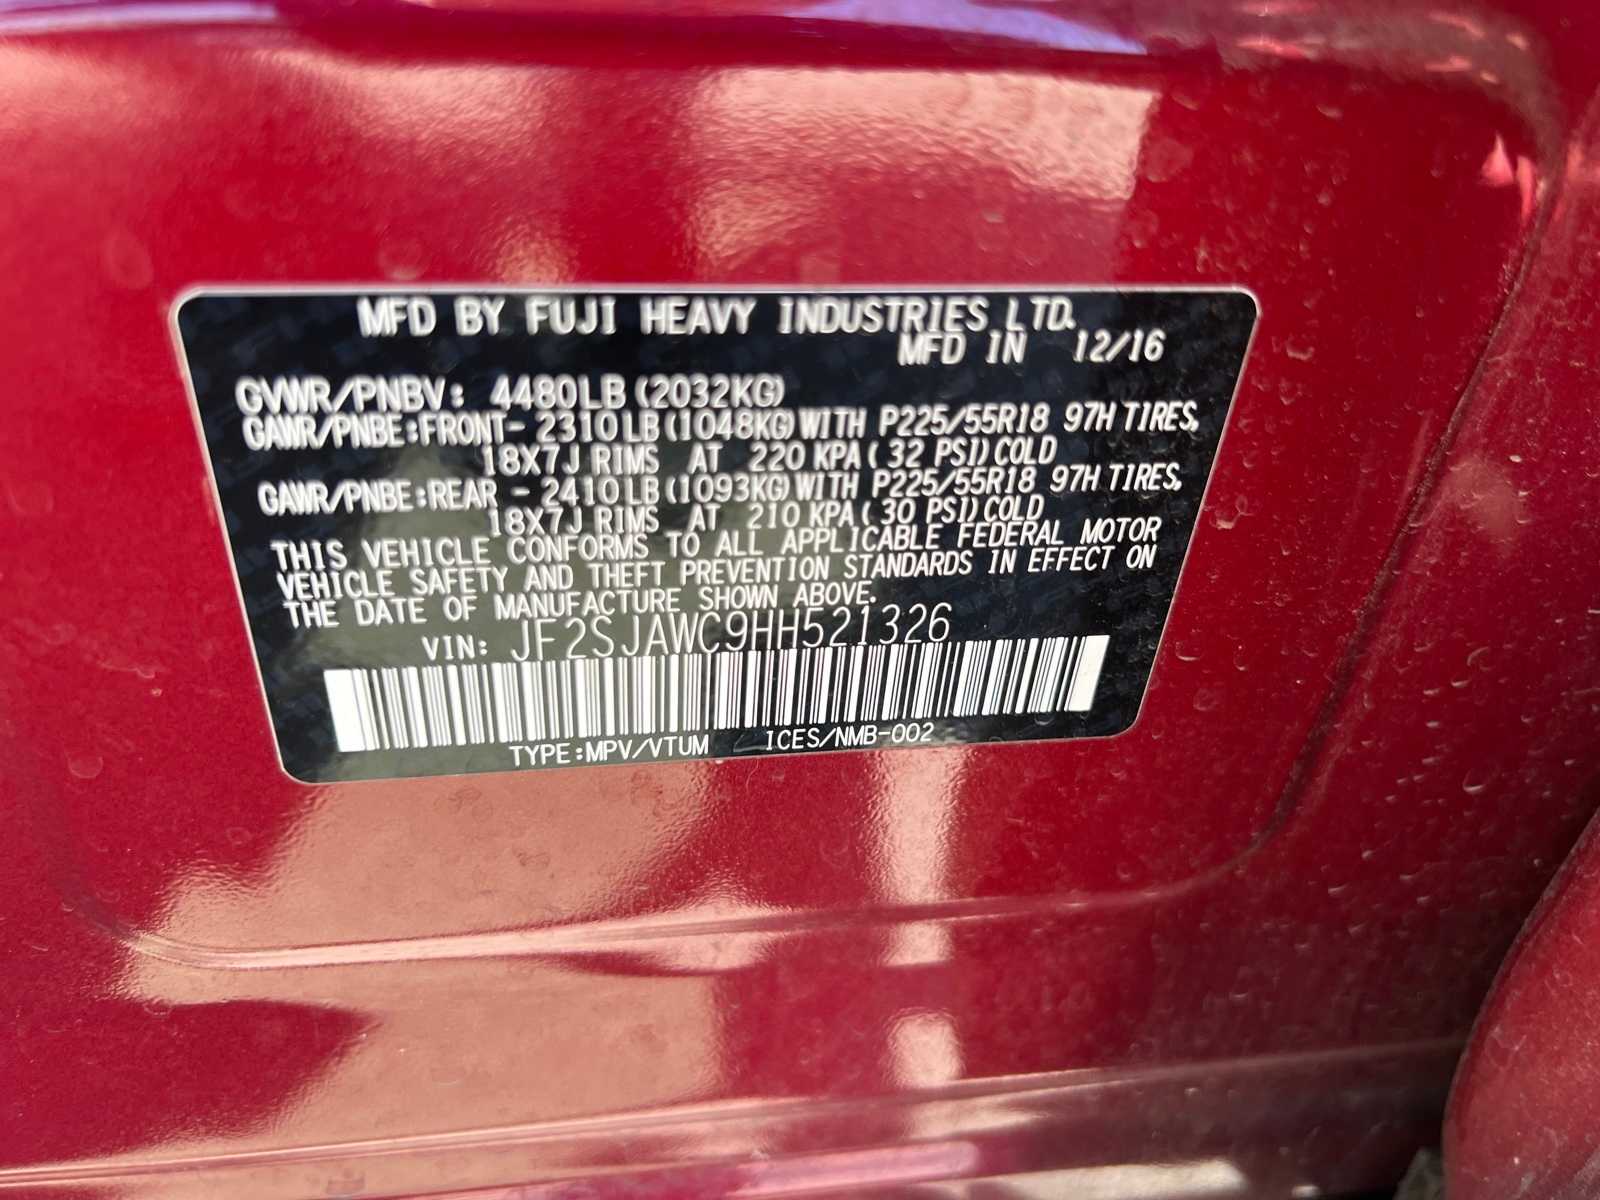 MFD BY FUJI HEAVY INDUSTRIES LTD.
MFD IN 12/16
GVWR/PNBV: 4480LB (2032KG)
GAWR/PNBE:FRONT- 2310LB(1048KG)WITH P225/55R18 97H TIRES,
18X7J RIMS AT 220 KPA( 32 PSI)COLD
GAWR/PNBE:REAR - 2410LB(1093KG)WITH P225/55R18 97H TIRES,
18X7J RIMS AT 210 KPA( 30 PSI)COLD
THIS VEHICLE CONFORMS TO ALL APPLICABLE FEDERAL MOTOR
VEHICLE SAFETY AND THEFT PREVENTION STANDARDS IN EFFECT ON
THE DATE OF MANUFACTURE SHOWN ABOVE.
VIN: JF2SJAWC9HH521326
TYPE:MPV/VTUM ICES/NMB-002